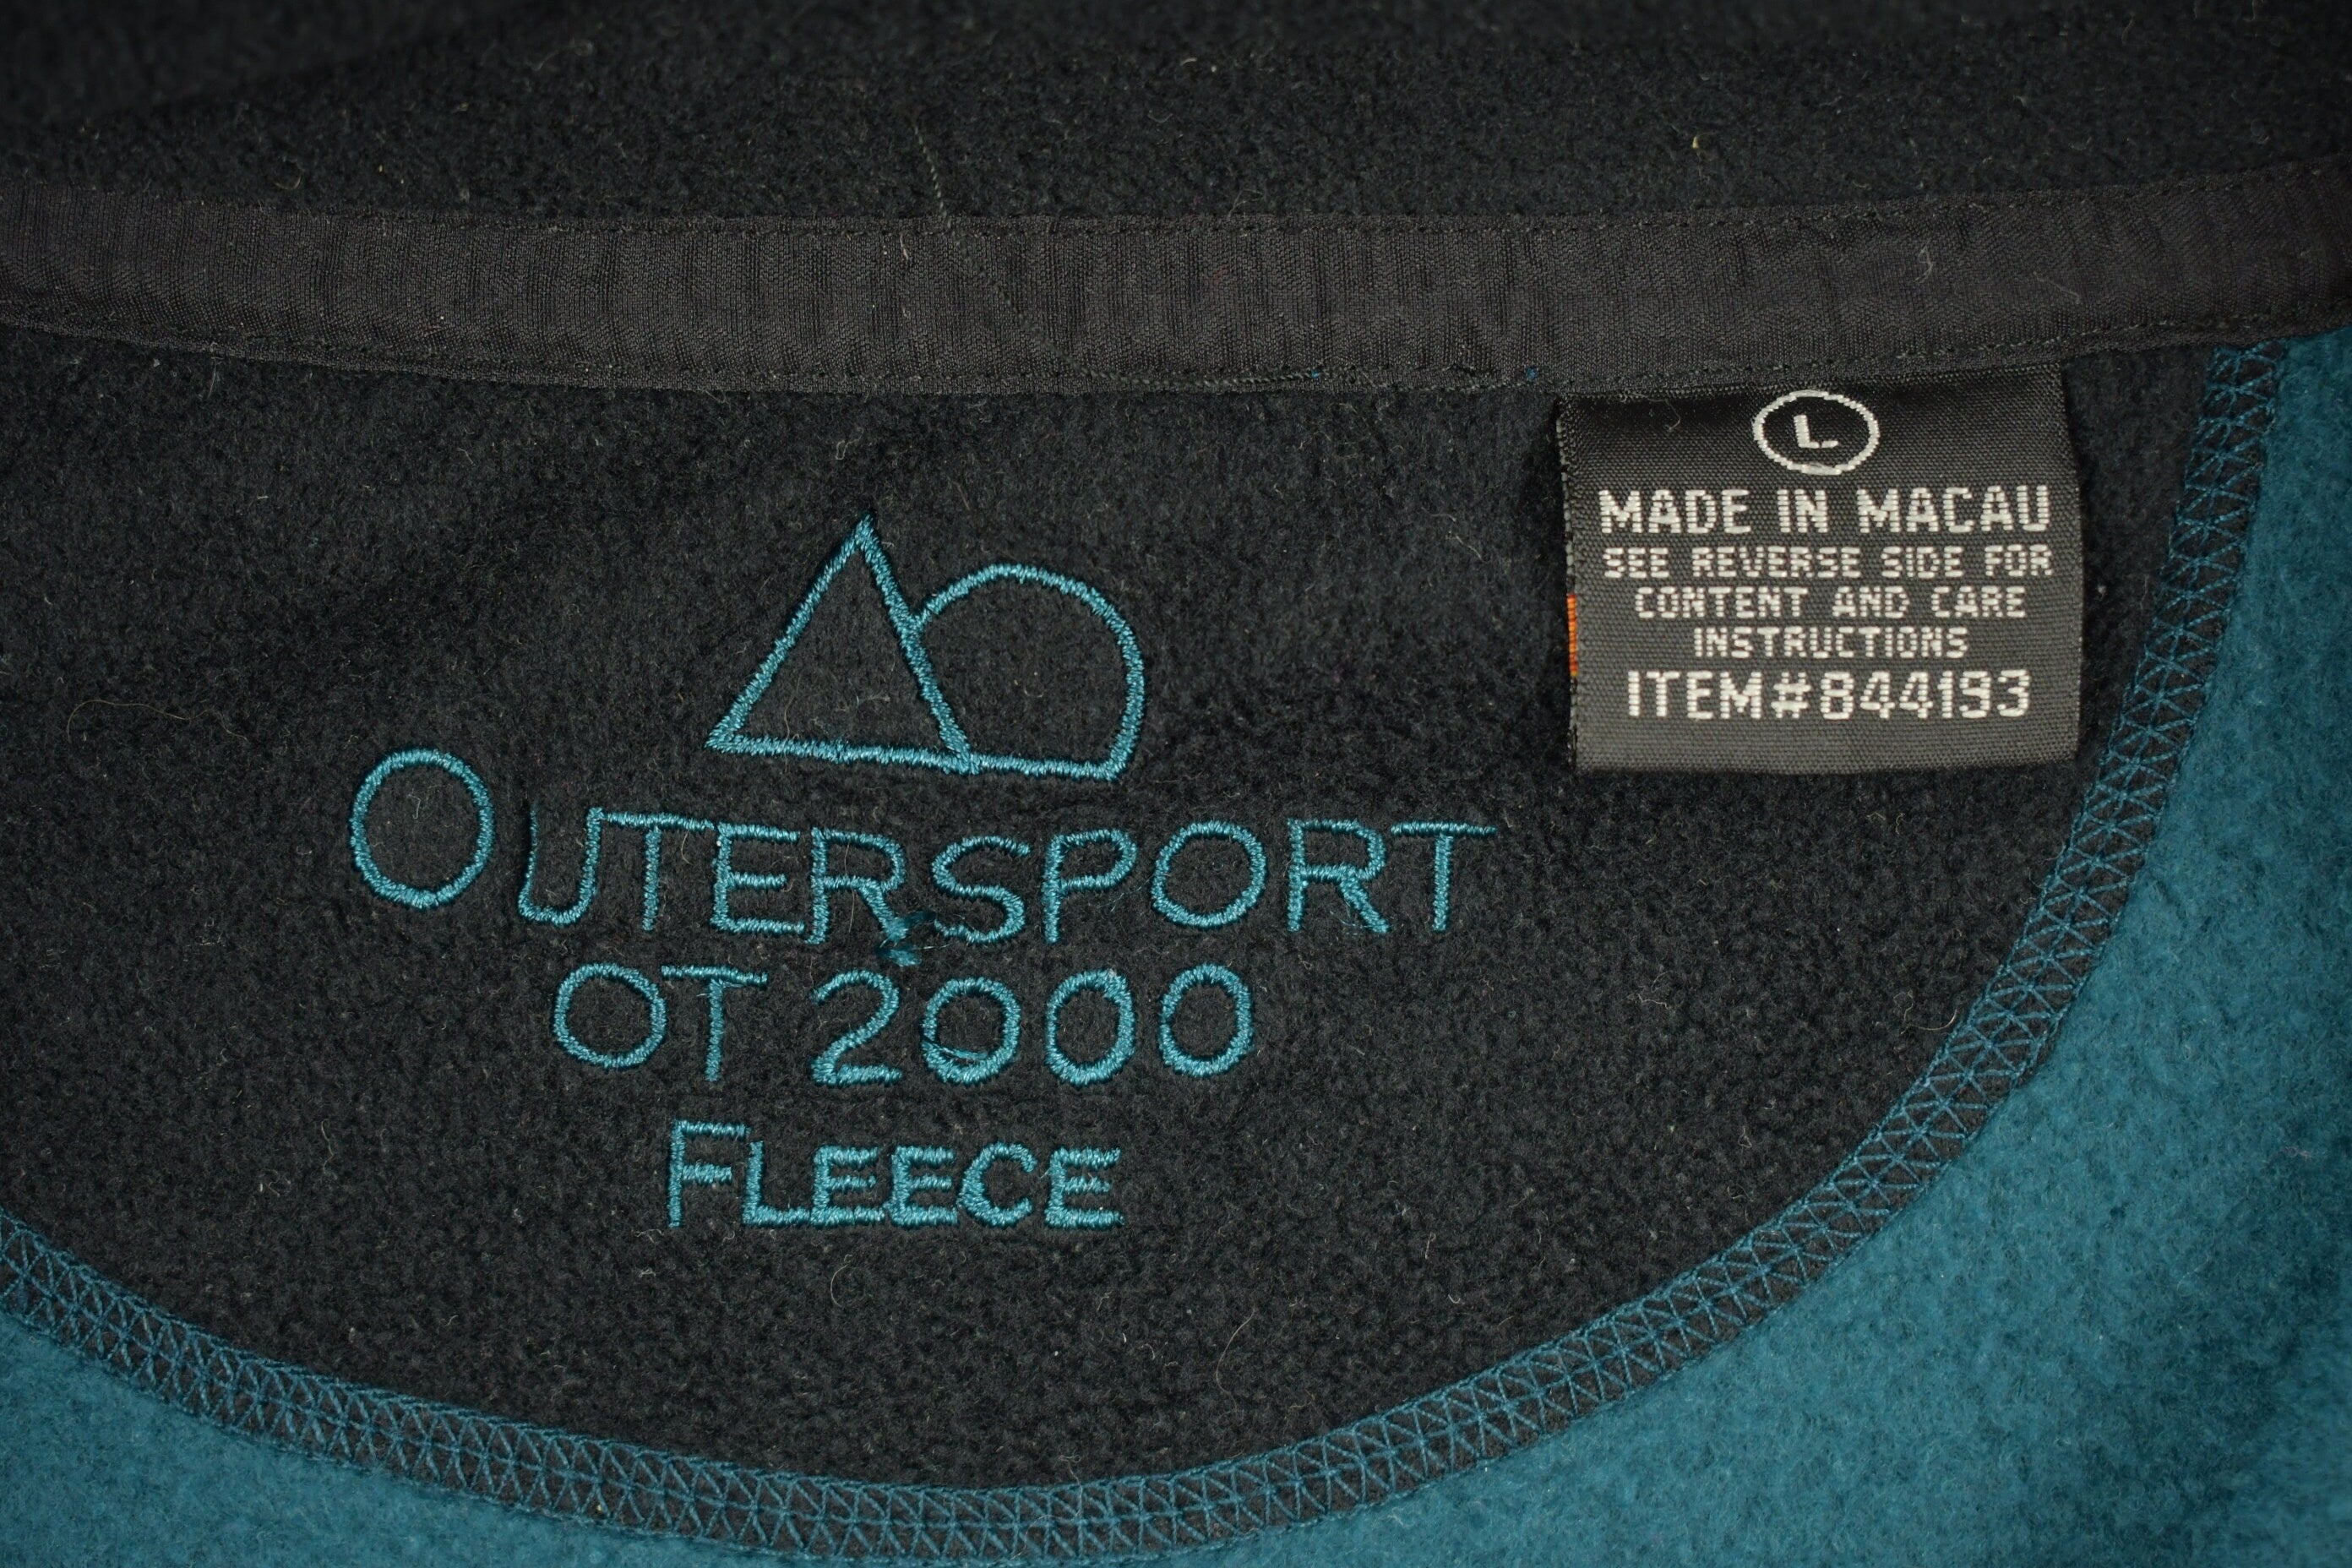 L
MADE IN MACAU
SEE REVERSE SIDE FOR
CONTENT AND CARE
INSTRUCTIONS
ITEM#844193
OUTERSPORT
OT 2000
FLEECE